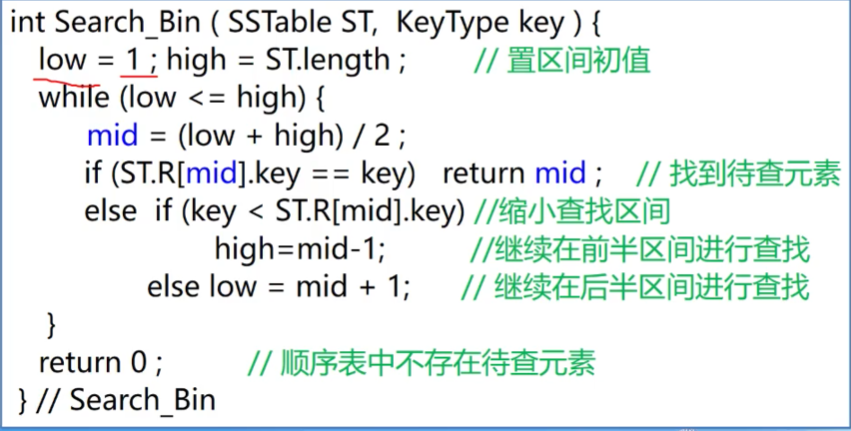 int Search_Bin ( SSTable ST, KeyType key ) {
low = 1 ; high = ST.length ; // 置区间初值
while (low <= high) {
mid = (low + high) / 2 ;
if (ST.R[mid].key == key) return mid ; // 找到待查元素
else if (key < ST.R[mid].key) //缩小查找区间
high=mid-1; //继续在前半区间进行查找
else low = mid + 1; // 继续在后半区间进行查找
}
return 0 ; // 顺序表中不存在待查元素
} // Search_Bin